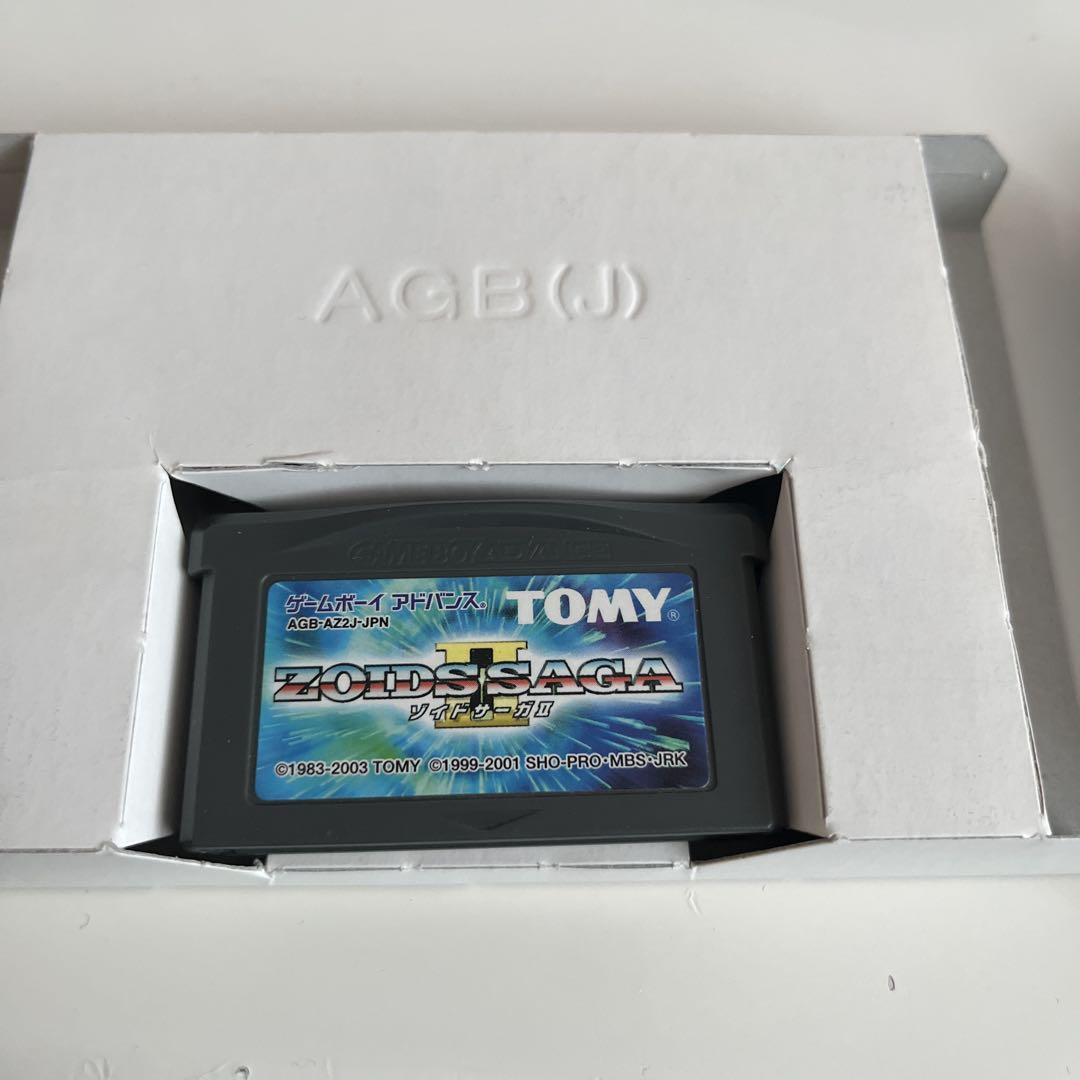 AGB(J)
GAME BOY ADVANCE
ゲームボーイ アドバンス® TOMY®
AGB-AZ2J-JPN
ZOIDS SAGA II
ゾイドサーガII
©1983-2003 TOMY ©1999-2001 SHO-PRO・MBS・JRK